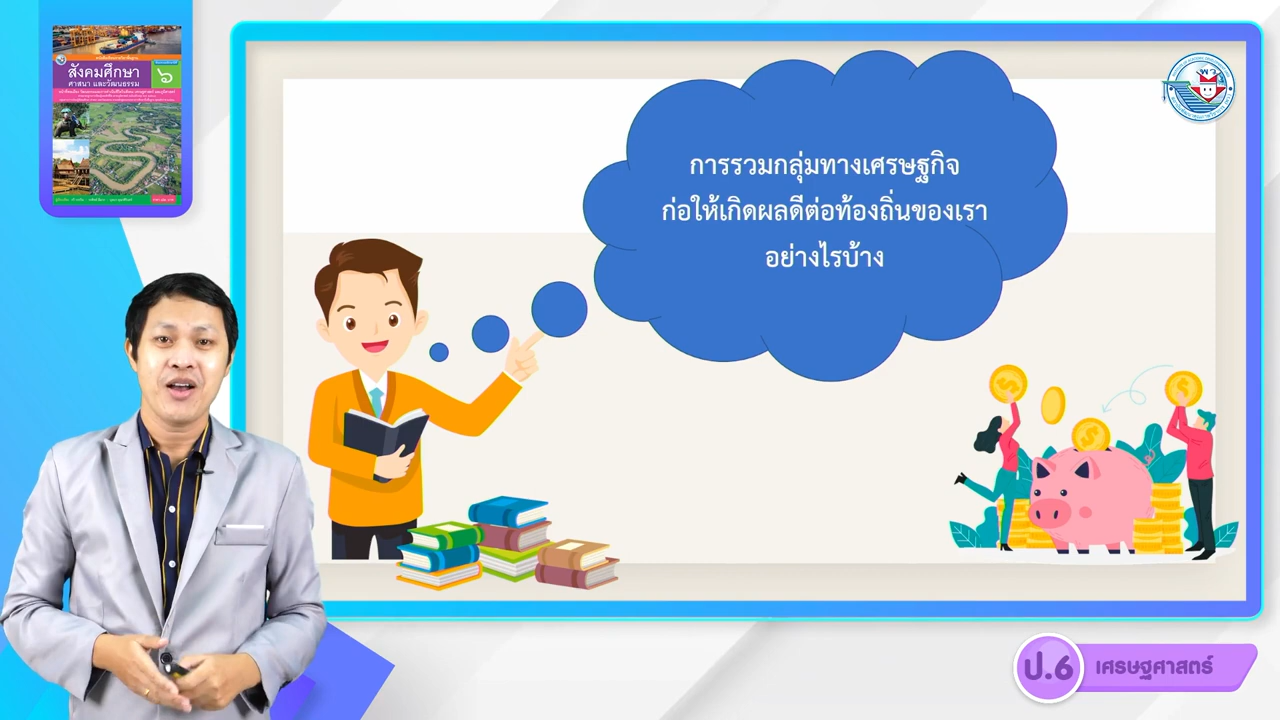 สังคมศึกษา
ศาสนา และวัฒนธรรม
๖
พว
การรวมกลุ่มทางเศรษฐกิจ
ก่อให้เกิดผลดีต่อท้องถิ่นของเรา
อย่างไรบ้าง
ป.6 เศรษฐศาสตร์